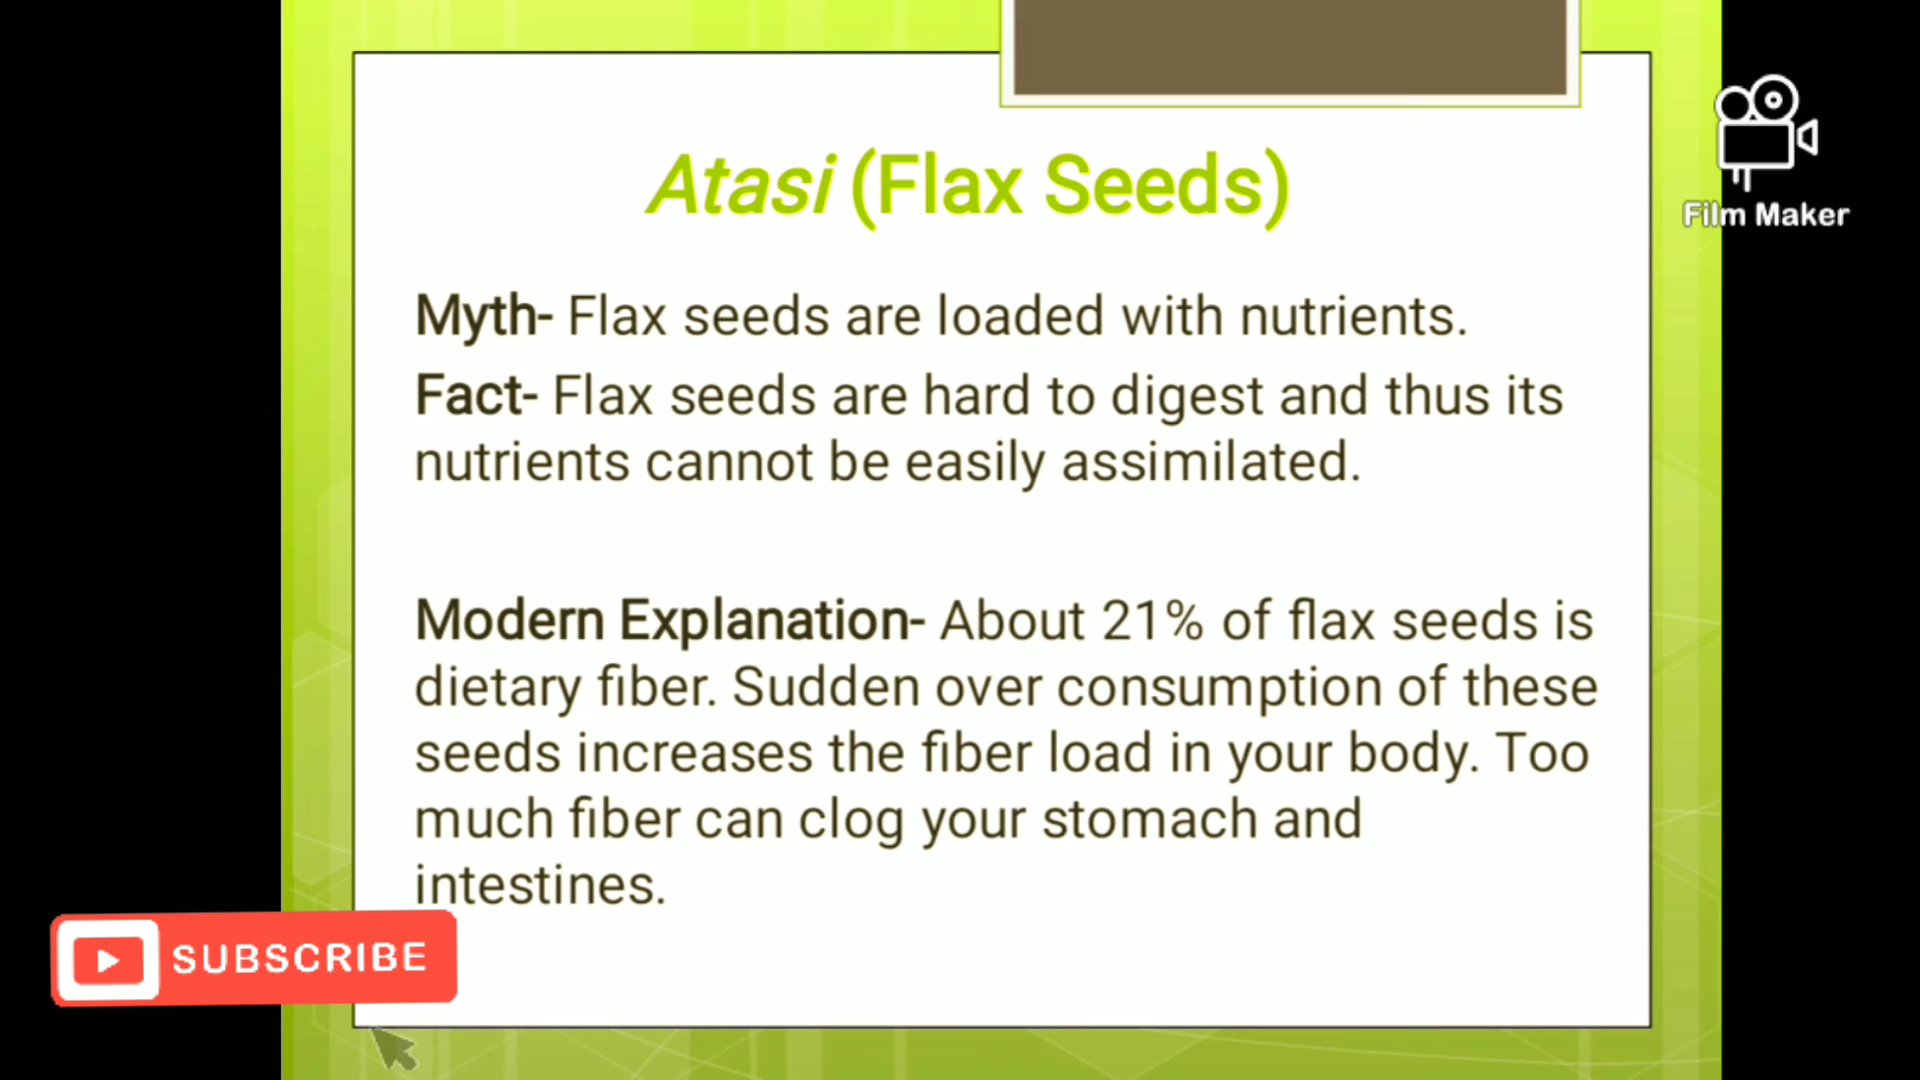 Atasi (Flax Seeds)
Film Maker
Myth- Flax seeds are loaded with nutrients.
Fact- Flax seeds are hard to digest and thus its
nutrients cannot be easily assimilated.
Modern Explanation- About 21% of flax seeds is
dietary fiber. Sudden over consumption of these
seeds increases the fiber load in your body. Too
much fiber can clog your stomach and
intestines.
SUBSCRIBE